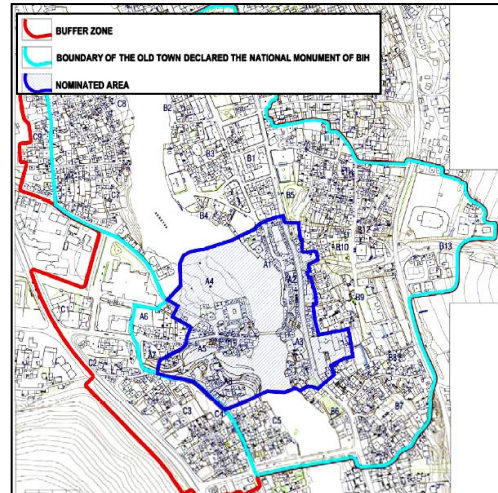 BUFFER ZONE
BOUNDARY OF THE OLD TOWN DECLARED THE NATIONAL MONUMENT OF BIH
NOMINATED AREA
C8
B2
C9
B3
B1
B5
B4
B12
B13
B10
A1
A2
A4
B9
A6
C1
A5
A3
C2
B8
C3
C4
C5
B6
B7